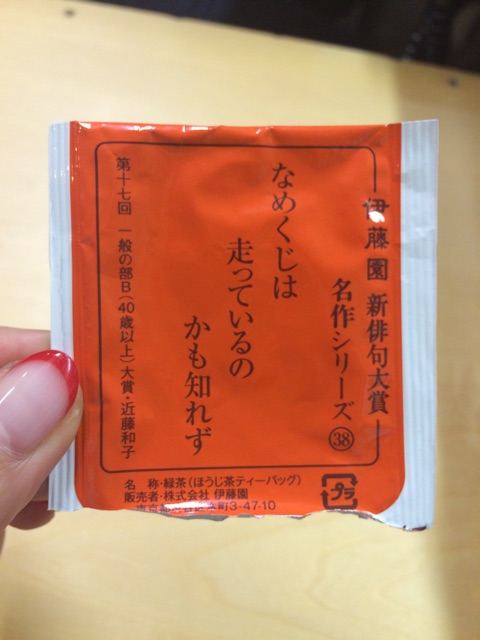 伊藤園 新俳句大賞
名作シリーズ㊳
なめくじは
走っているの
かも知れず
第十七回 一般の部B(40歳以上)大賞・近藤和子
名 称・緑茶(ほうじ茶ティーバッグ)
販売者・株式会社 伊藤園
町3-47-10
プラ